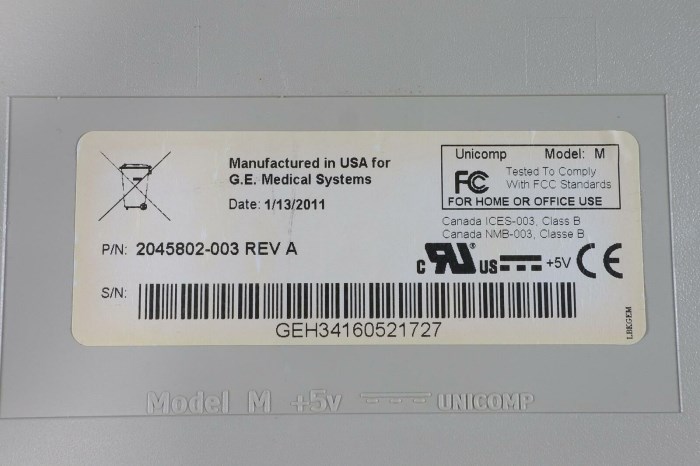 Manufactured in USA for
G.E. Medical Systems
Date: 1/13/2011
Unicomp Model: M
FC Tested To Comply
With FCC Standards
FOR HOME OR OFFICE USE
Canada ICES-003, Class B
Canada NMB-003, Classe B
P/N: 2045802-003 REV A
c RU US +5V CE
S/N:
GEH34160521727
LBKGEM
Model M +5v UNICOMP